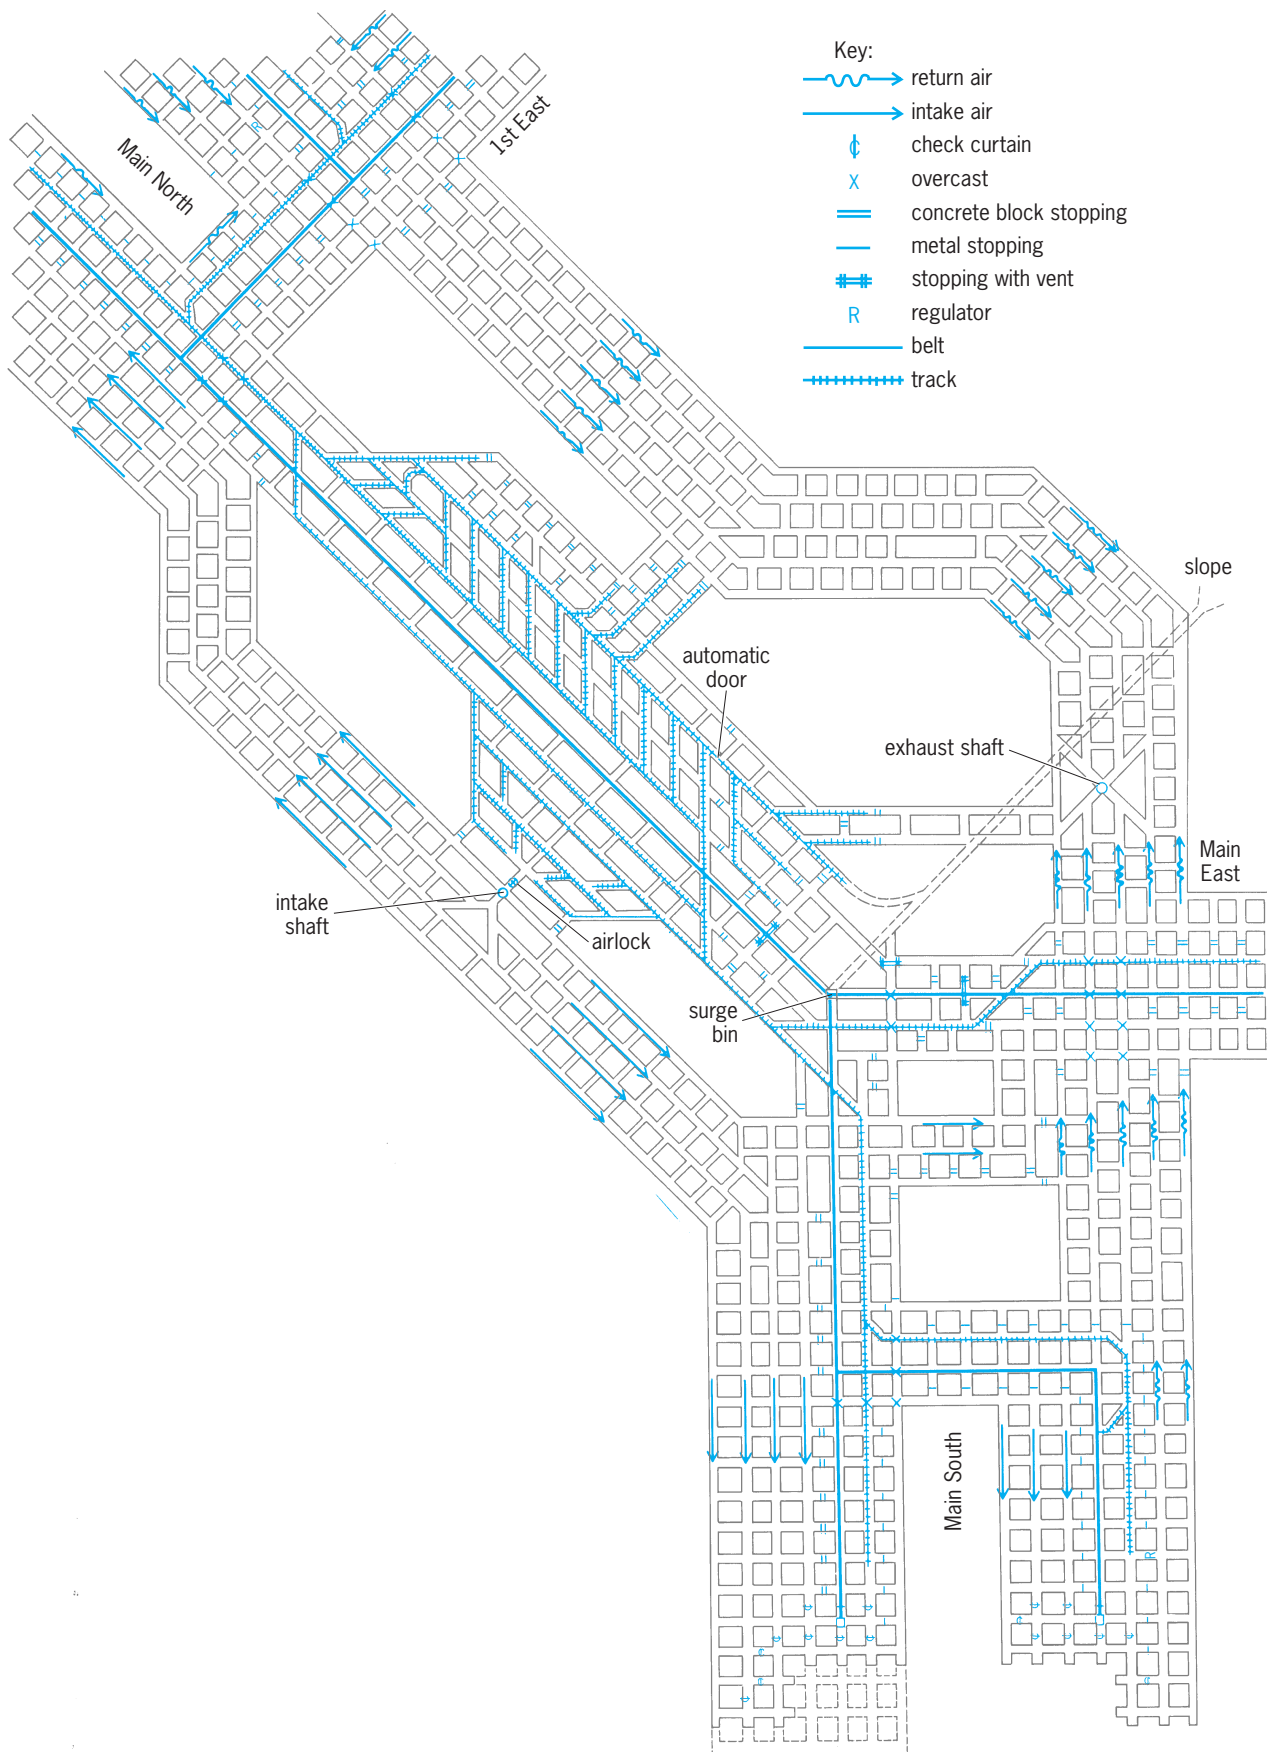 Key:
return air
intake air
¢ check curtain
x overcast
concrete block stopping
metal stopping
stopping with vent
R regulator
belt
track
1st East
Main North
R
slope
automatic
door
exhaust shaft
Main
East
intake
shaft
airlock
surge
bin
Main South
R